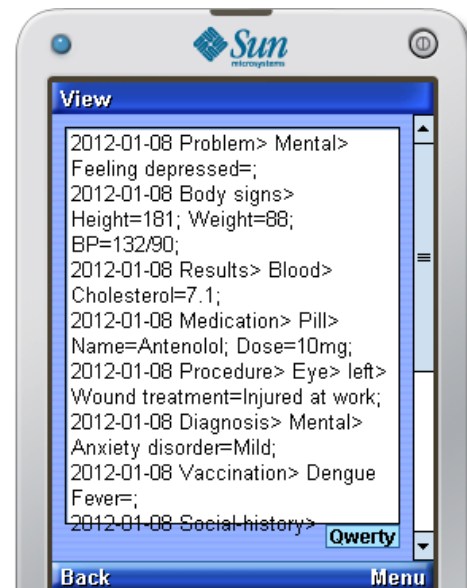 Sun
microsystems
View
2012-01-08 Problem> Mental>
Feeling depressed=;
2012-01-08 Body signs>
Height=181; Weight=88;
BP=132/90;
2012-01-08 Results> Blood>
Cholesterol=7.1;
2012-01-08 Medication> Pill>
Name=Antenolol; Dose=10mg;
2012-01-08 Procedure> Eye> left>
Wound treatment=Injured at work;
2012-01-08 Diagnosis> Mental>
Anxiety disorder=Mild;
2012-01-08 Vaccination> Dengue
Fever=;
2012-01-08 Social-history>
Qwerty
Back Menu